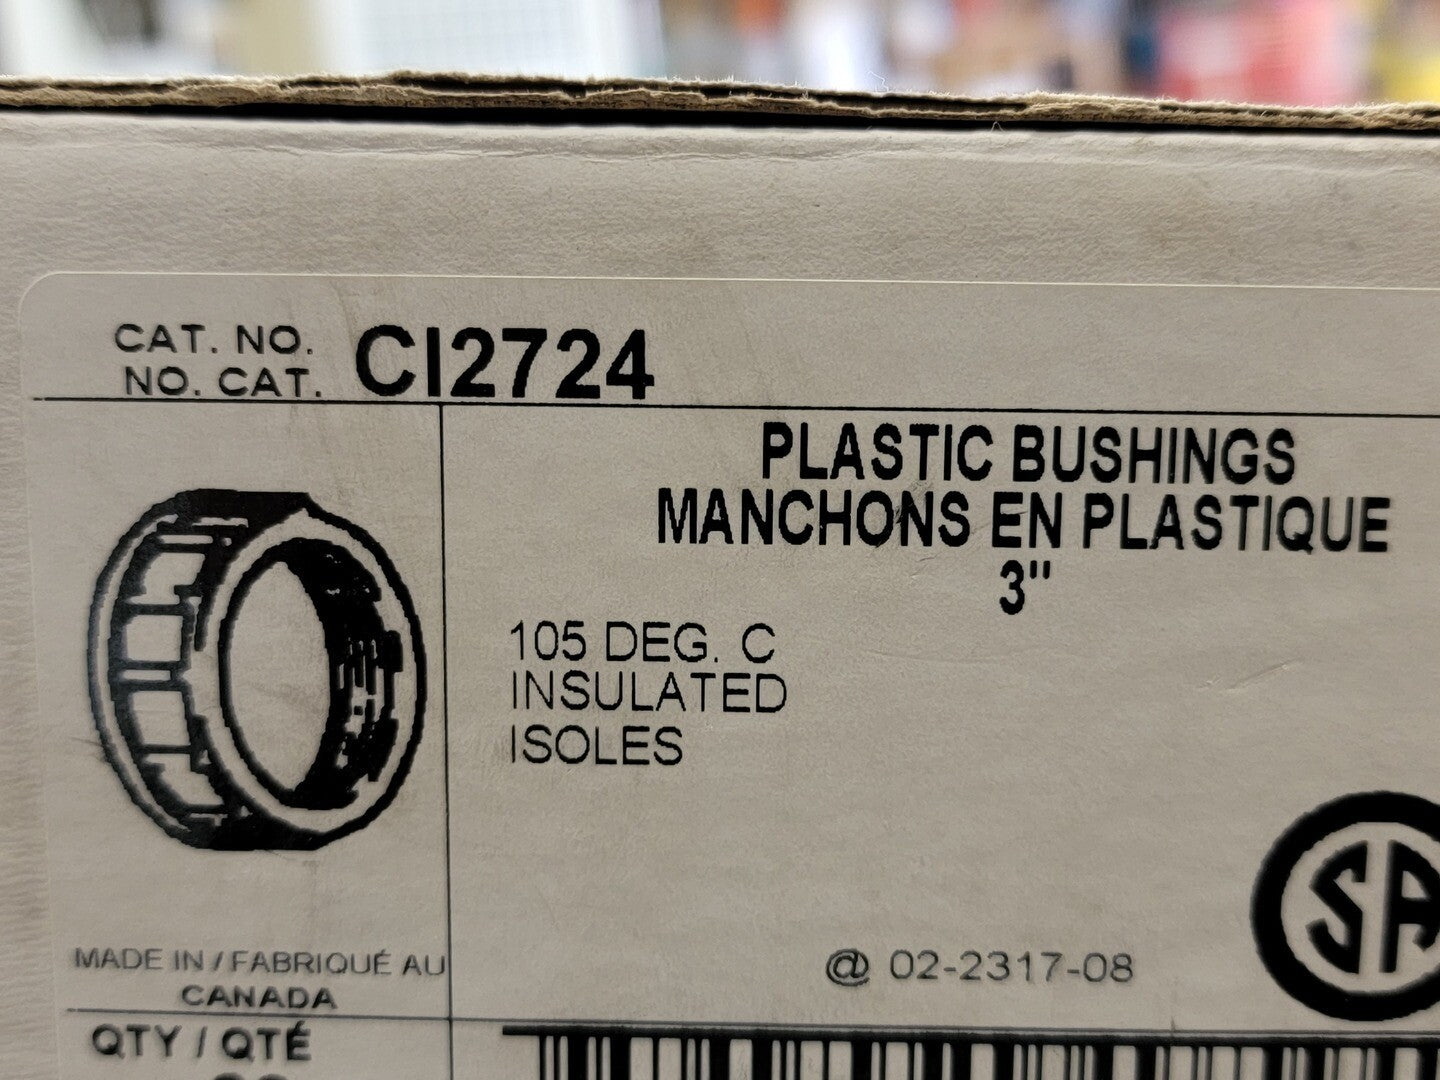 CAT. NO.
NO. CAT.
CI2724
PLASTIC BUSHINGS
MANCHONS EN PLASTIQUE
3"
105 DEG. C
INSULATED
ISOLES
SA
MADE IN / FABRIQUÉ AU
CANADA
@ 02-2317-08
QTY / QTÉ